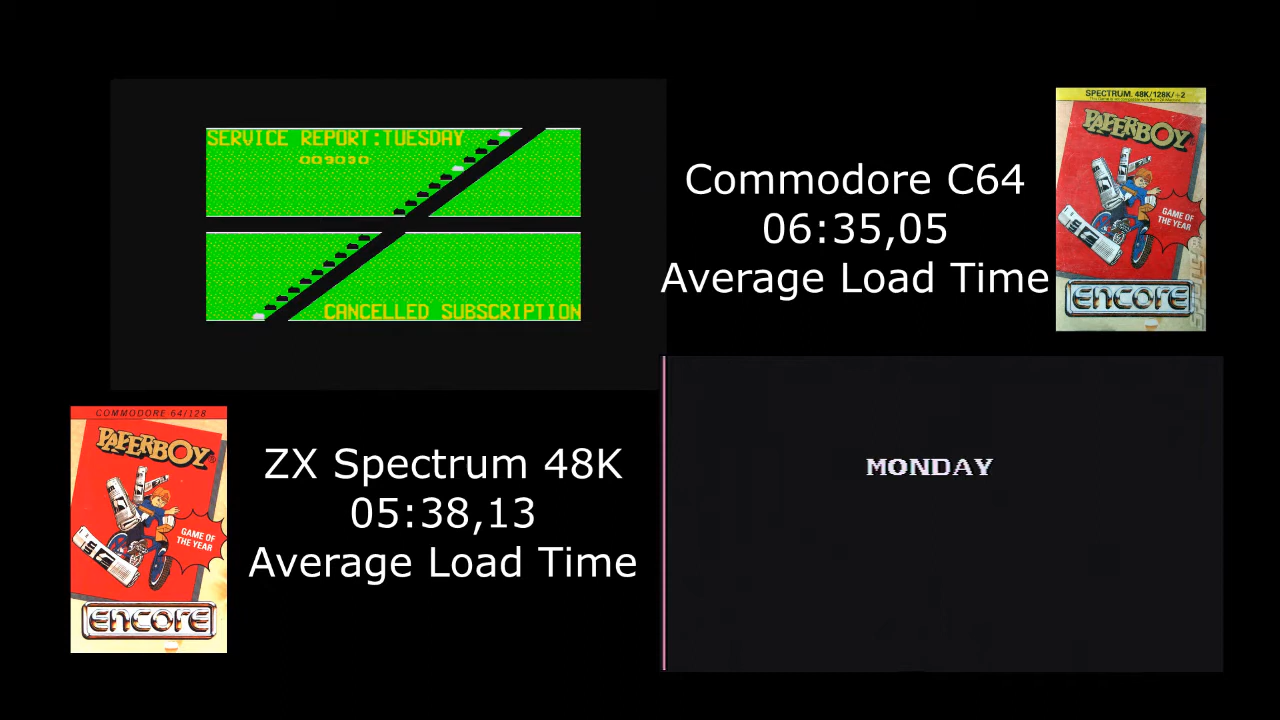 SERVICE REPORT:TUESDAY
009030
CANCELLED SUBSCRIPTION
Commodore C64
06:35,05
Average Load Time
SPECTRUM 48K/128K/+2
PAPERBOY
GAME OF
THE YEAR
ENCORE
COMMODORE 64/128
PAPERBOY
GAME OF
THE YEAR
ENCORE
ZX Spectrum 48K
05:38,13
Average Load Time
MONDAY